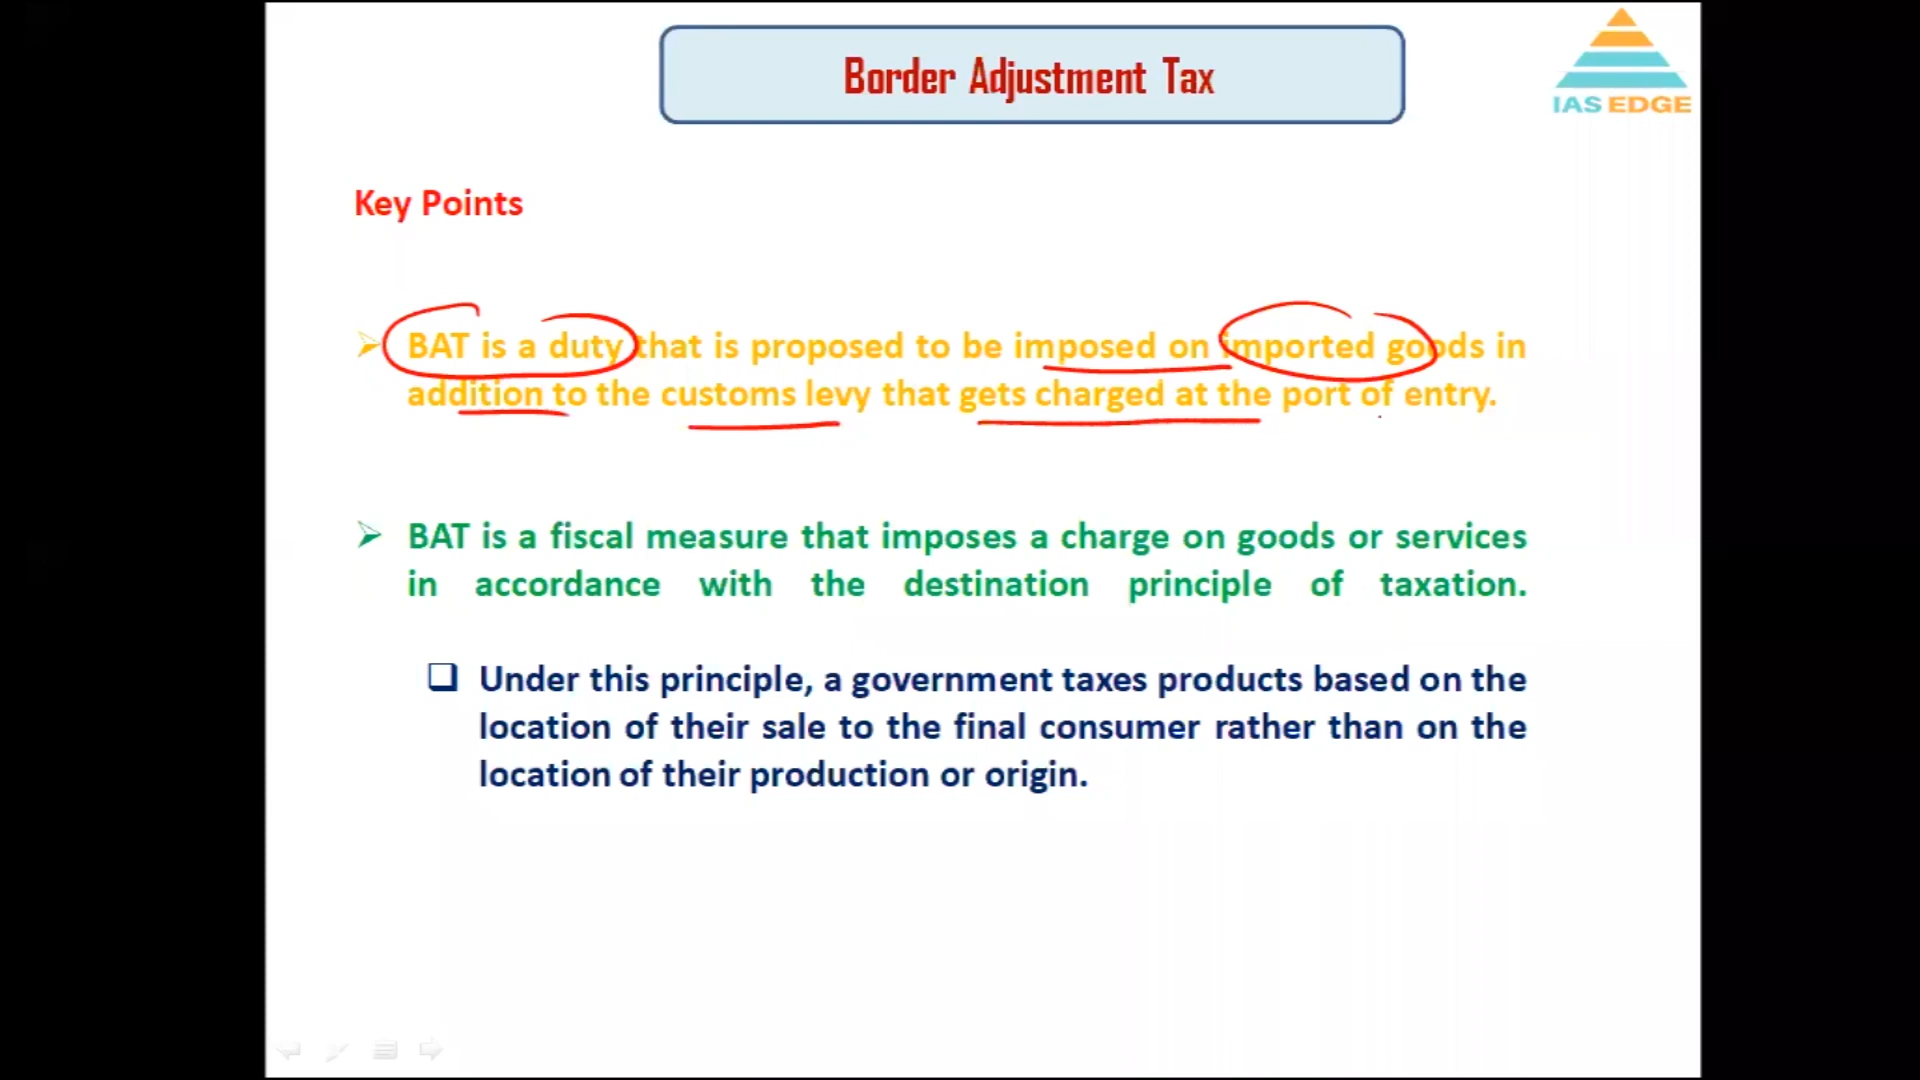 Border Adjustment Tax
IAS EDGE
Key Points
BAT is a duty that is proposed to be imposed on imported goods in
addition to the customs levy that gets charged at the port of entry.
BAT is a fiscal measure that imposes a charge on goods or services
in accordance with the destination principle of taxation.
Under this principle, a government taxes products based on the
location of their sale to the final consumer rather than on the
location of their production or origin.